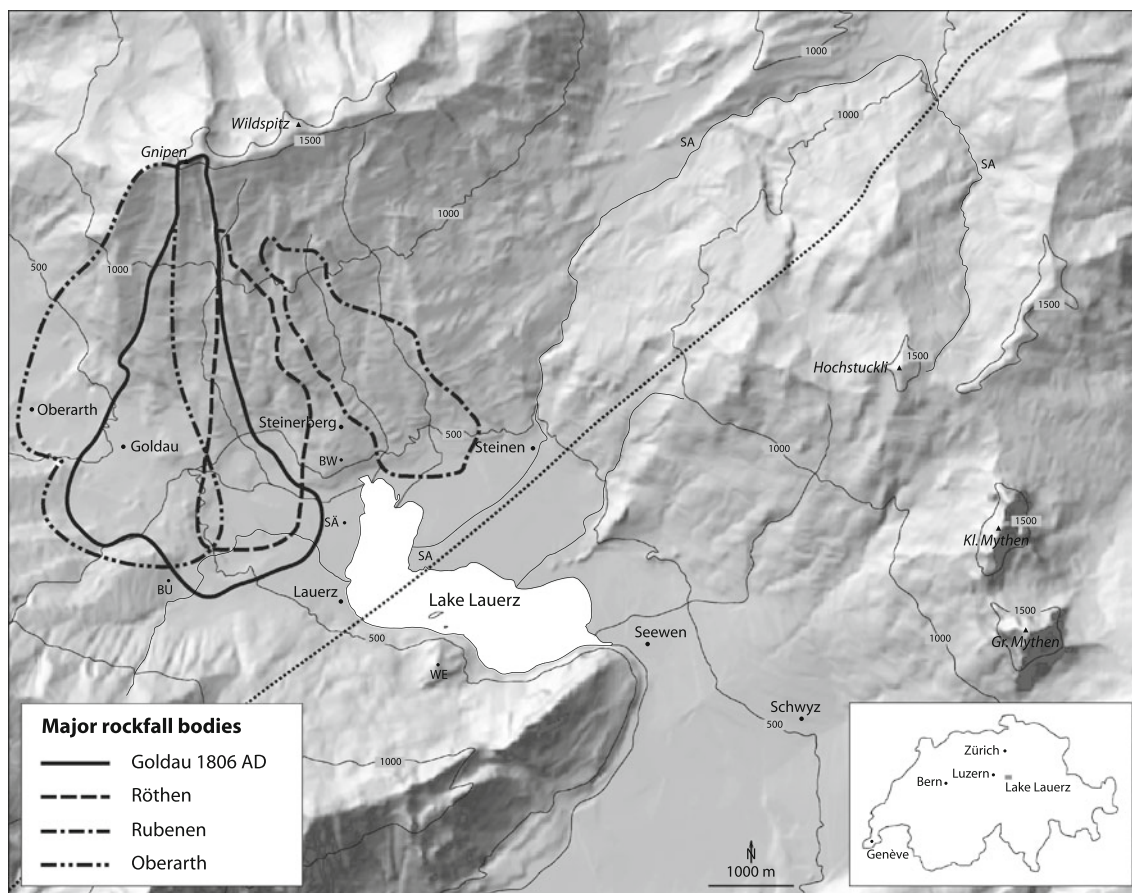 1000
1000
Wildspitz
1500
SA
SA
Gnipen
1000
500
1000
1500
Hochstuckli
1500
Oberarth
Steinerberg
500
Steinen
Goldau
BW
1000
SÄ
1500
Kl. Mythen
SA
BU
Lauerz
Lake Lauerz
1500
Gr. Mythen
500
Seewen
1000
WE
Schwyz
500
1000
N
1000 m
Major rockfall bodies
Goldau 1806 AD
Röthen
Rubenen
Oberarth
Zürich
Luzern
Bern
Lake Lauerz
Genève